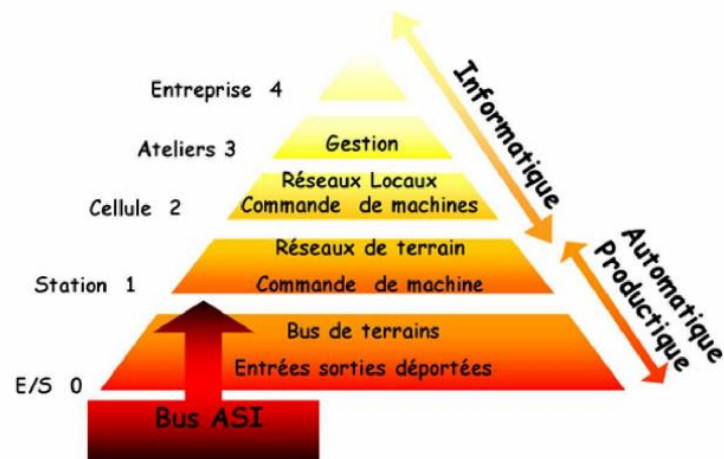 Entreprise 4
Ateliers 3
Gestion
Cellule 2
Réseaux Locaux
Commande de machines
Station 1
Réseaux de terrain
Commande de machine
E/S 0
Bus de terrains
Entrées sorties déportées
Bus ASI
Informatique
Automatique
Productique